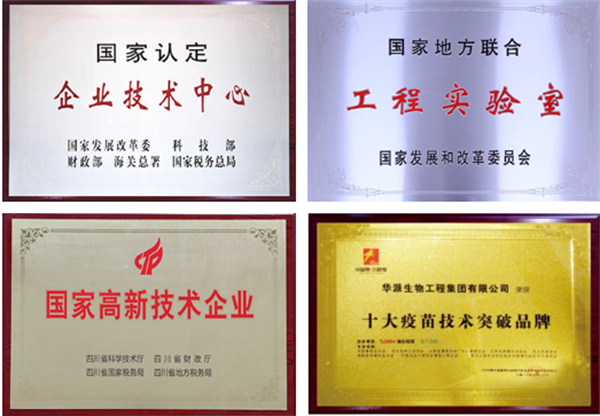 国家认定
企业技术中心
国家发展改革委 科技部
财政部 海关总署 国家税务总局
国家地方联合
工程实验室
国家发展和改革委员会
国家高新技术企业
四川省科学技术厅 四川省财政厅
四川省国家税务局 四川省地方税务局
华派生物工程集团有限公司 荣获
十大疫苗技术突破品牌